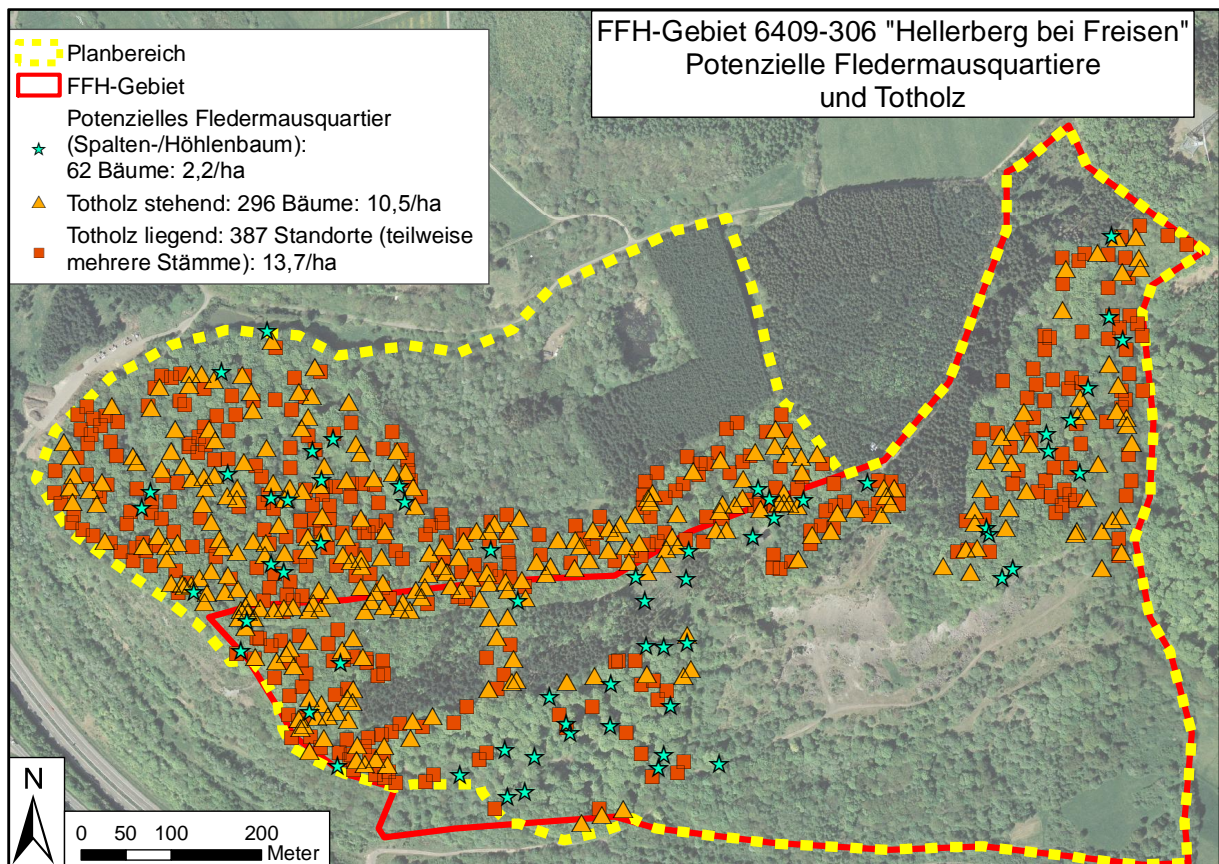 FFH-Gebiet 6409-306 "Hellerberg bei Freisen"
Potenzielle Fledermausquartiere
und Totholz
Planbereich
FFH-Gebiet
Potenzielles Fledermausquartier
(Spalten-/Höhlenbaum):
62 Bäume: 2,2/ha
Totholz stehend: 296 Bäume: 10,5/ha
Totholz liegend: 387 Standorte (teilweise
mehrere Stämme): 13,7/ha
N
0 50 100 200
Meter